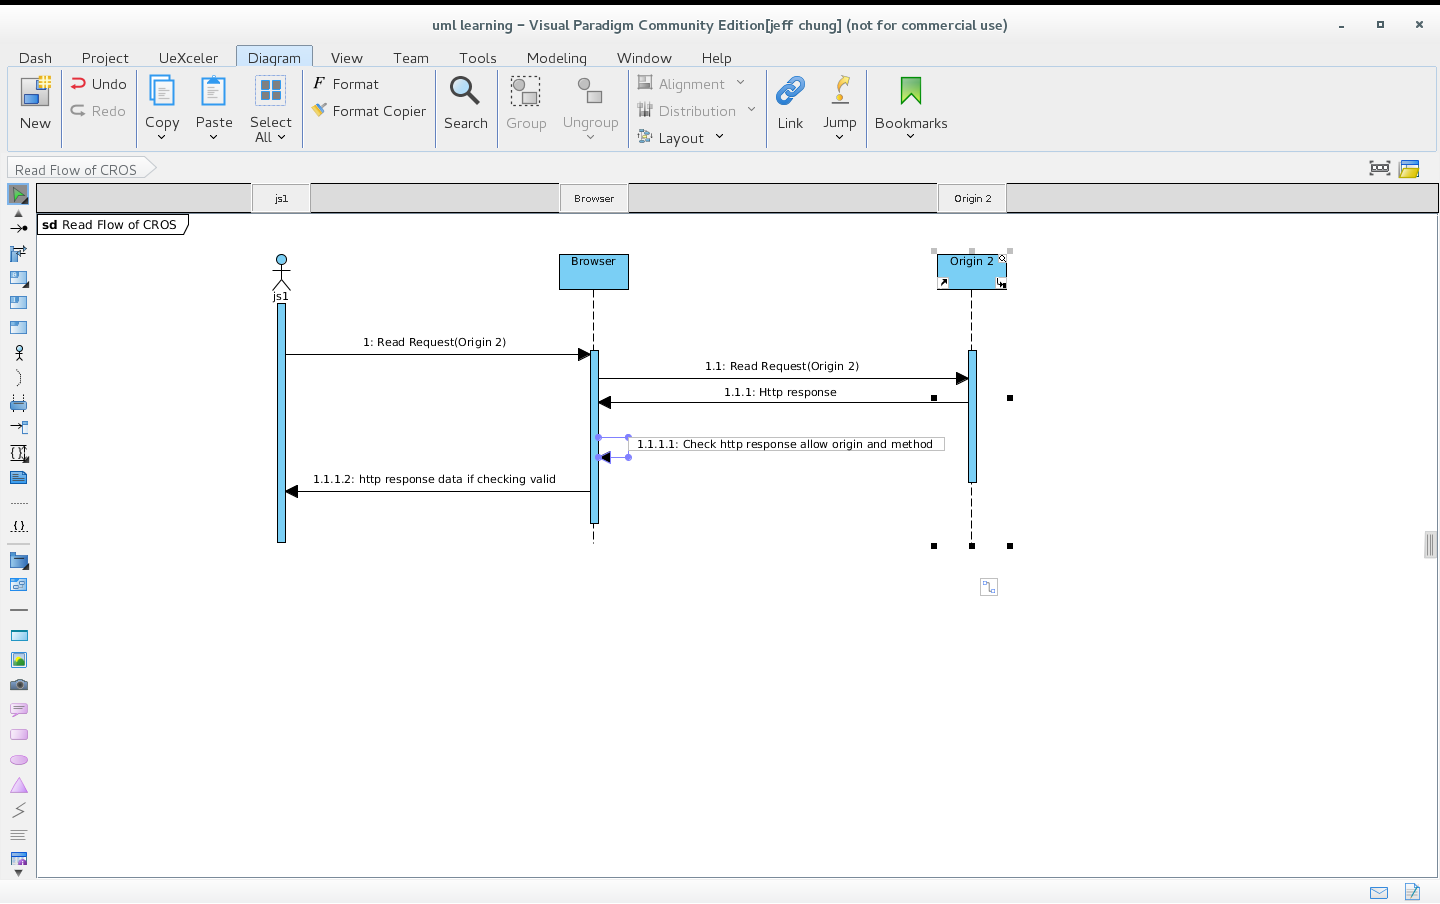 uml learning – Visual Paradigm Community Edition[jeff chung] (not for commercial use)
Dash Project UeXceler Diagram View Team Tools Modeling Window Help
New
Undo
Redo
Copy
Paste
Select
All
Format
Format Copier
Search
Group
Ungroup
Alignment
Distribution
Layout
Link
Jump
Bookmarks
Read Flow of CROS
js1 Browser Origin 2
sd Read Flow of CROS
js1
Browser
Origin 2
1: Read Request(Origin 2)
1.1: Read Request(Origin 2)
1.1.1: Http response
1.1.1.1: Check http response allow origin and method
1.1.1.2: http response data if checking valid